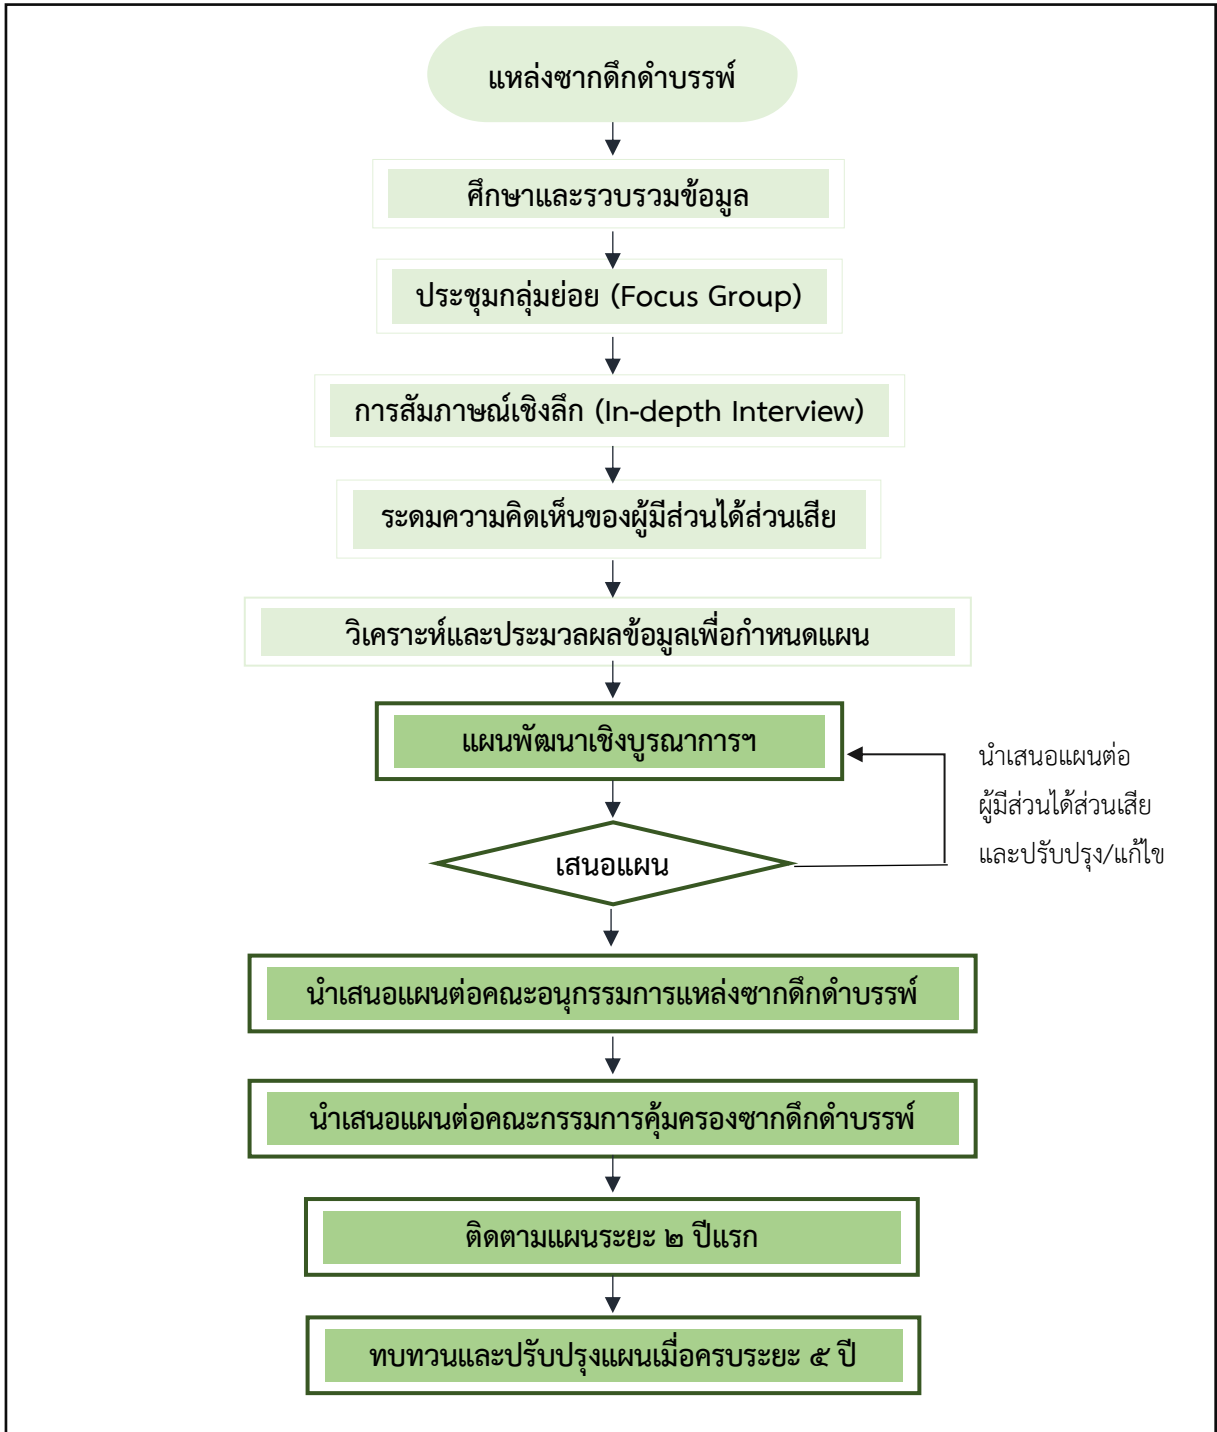 แหล่งซากดึกดำบรรพ์
ศึกษาและรวบรวมข้อมูล
ประชุมกลุ่มย่อย (Focus Group)
การสัมภาษณ์เชิงลึก (In-depth Interview)
ระดมความคิดเห็นของผู้มีส่วนได้ส่วนเสีย
วิเคราะห์และประมวลผลข้อมูลเพื่อกำหนดแผน
แผนพัฒนาเชิงบูรณาการฯ
นำเสนอแผนต่อ
ผู้มีส่วนได้ส่วนเสีย
และปรับปรุง/แก้ไข
เสนอแผน
นำเสนอแผนต่อคณะอนุกรรมการแหล่งซากดึกดำบรรพ์
นำเสนอแผนต่อคณะกรรมการคุ้มครองซากดึกดำบรรพ์
ติดตามแผนระยะ ๒ ปีแรก
ทบทวนและปรับปรุงแผนเมื่อครบระยะ ๕ ปี